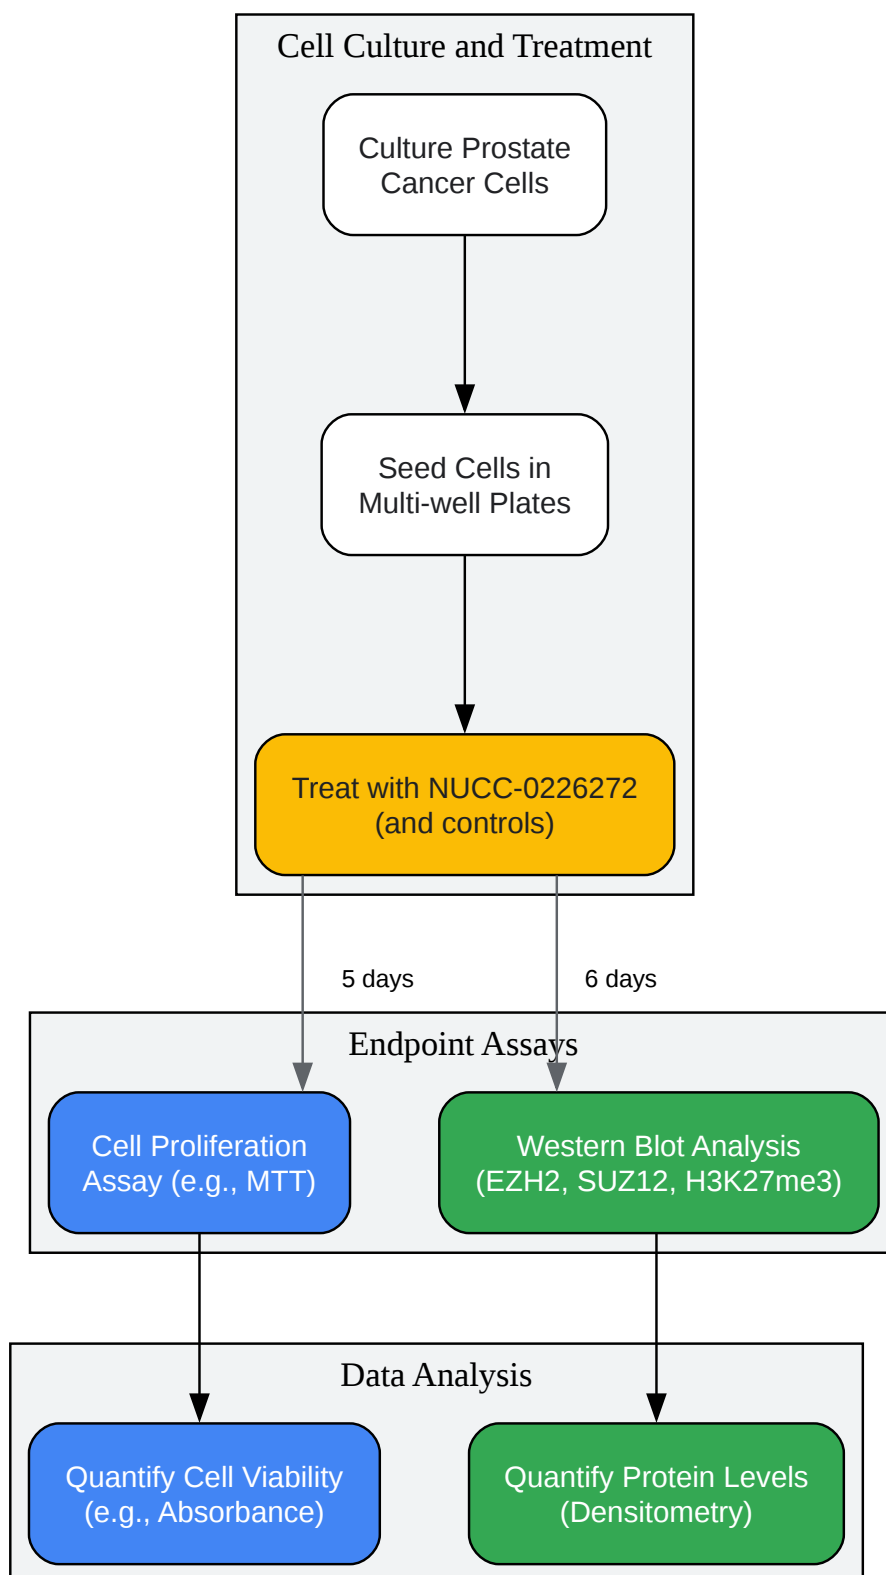 Cell Culture and Treatment
Culture Prostate
Cancer Cells
Seed Cells in
Multi-well Plates
Treat with NUCC-0226272
(and controls)
5 days
6 days
Endpoint Assays
Cell Proliferation
Assay (e.g., MTT)
Western Blot Analysis
(EZH2, SUZ12, H3K27me3)
Data Analysis
Quantify Cell Viability
(e.g., Absorbance)
Quantify Protein Levels
(Densitometry)